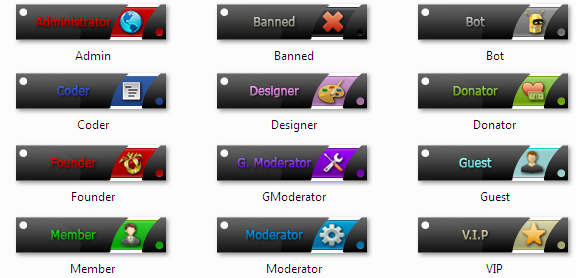 Administrator Banned Bot
Admin Banned Bot
Coder Designer Donator
Coder Designer Donator
Founder G. Moderator Guest
Founder GModerator Guest
Member Moderator V.I.P
Member Moderator VIP